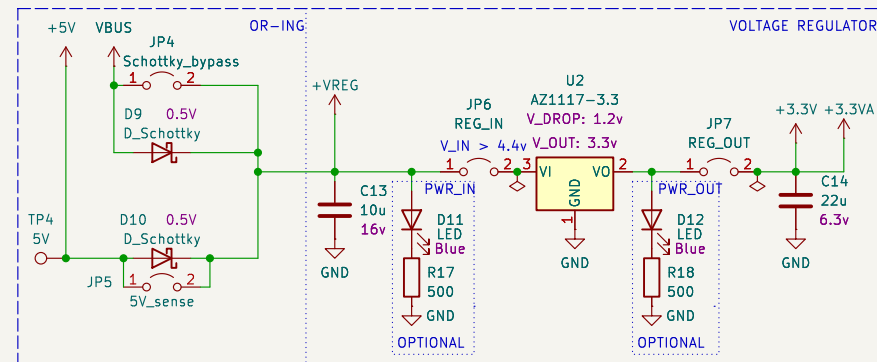 +5V
VBUS
OR-ING
VOLTAGE REGULATOR
JP4
Schottky_bypass
1 2
D9 0.5V
D_Schottky
+VREG
JP6
REG_IN
V_IN > 4.4v
1 2
U2
AZ1117-3.3
V_DROP: 1.2v
V_OUT: 3.3v
3 VI VO 2
GND
1
GND
JP7
REG_OUT
1 2
+3.3V
+3.3VA
C13
10u
16v
GND
PWR_IN
D11
LED
Blue
R17
500
GND
OPTIONAL
PWR_OUT
D12
LED
Blue
R18
500
GND
OPTIONAL
C14
22u
6.3v
GND
TP4
5V
D10 0.5V
D_Schottky
JP5
1 2
5V_sense